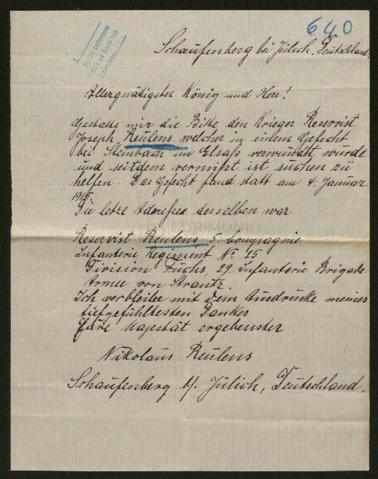 640
Schaufenberg bei Jülich, Deutschland.
Allergnädigster König und Herr!
Gestatte mir die Bitte den Krieger Reservist
Joseph Reulens welcher in einem Gefecht
bei Steinbach im Elsaß verwundet wurde
und seitdem vermißt ist suchen zu
helfen. Das Gefecht fand statt am 4. Januar
1915
Die letze Adresse desselben war
Reservist Reulens 5. Compagnie
Infanterie Regiment No 25
Division Fuchs, 29 Infanterie Brigade
Armee von Strantz.
Ich verbleibe mit dem Ausdrucke meines
tiefgefühltesten Dankes
Eure Majestät ergebenster
Nikolaus Reulens
Schaufenberg b/ Jülich, Deutschland.